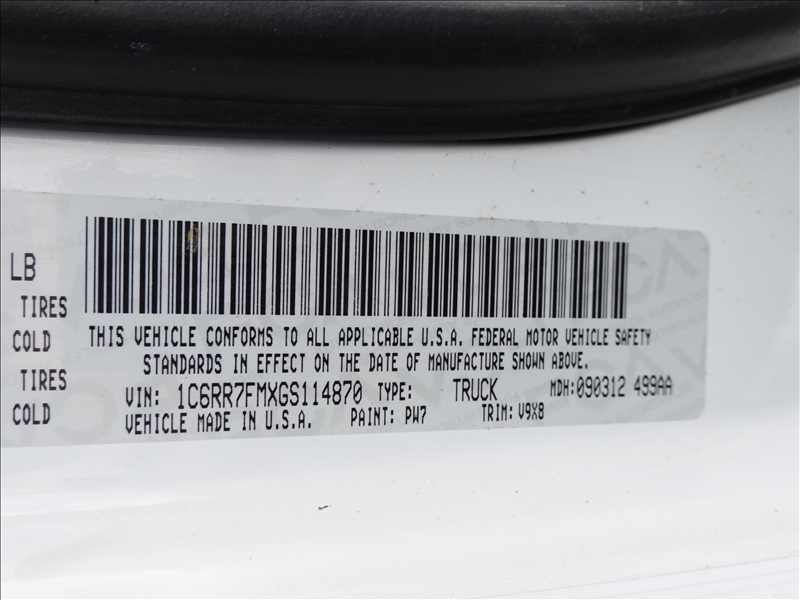 LB
TIRES
COLD
TIRES
THIS VEHICLE CONFORMS TO ALL APPLICABLE U.S.A. FEDERAL MOTOR VEHICLE SAFETY
STANDARDS IN EFFECT ON THE DATE OF MANUFACTURE SHOWN ABOVE.
VIN: 1C6RR7FMXGS114870 TYPE: TRUCK MDH:090312 499AA
VEHICLE MADE IN U.S.A. PAINT: PW7 TRIM: V9X8
COLD